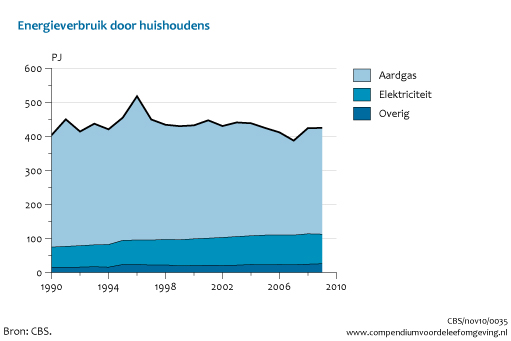 Energieverbruik door huishoudens
PJ
600
500
400
300
200
100
0
1990 1994 1998 2002 2006 2010
Aardgas
Elektriciteit
Overig
CBS/nov10/0035
Bron: CBS. www.compendiumvoordeleefomgeving.nl